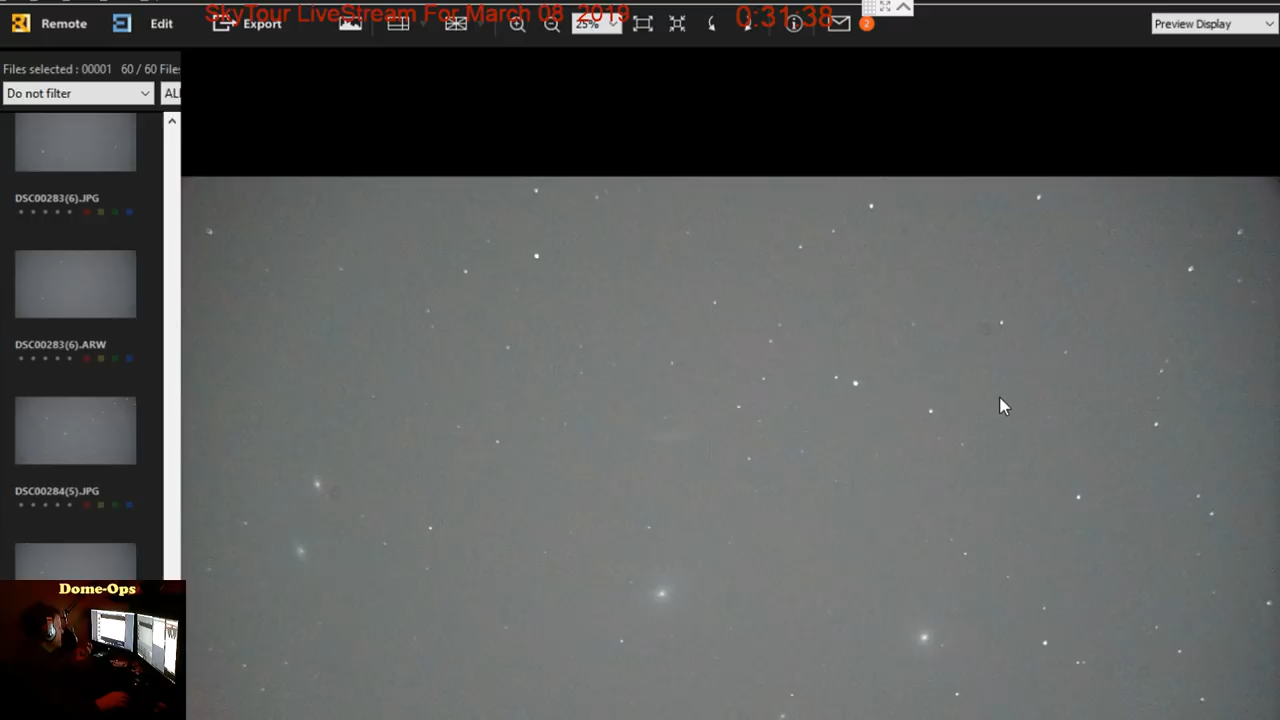 SkyTour LiveStream For March 08 2019 0:31:38
Remote Edit Export 25% 2 Preview Display
Files selected : 00001 60 / 60 File
Do not filter
DSC00283(6).JPG
DSC00283(6).ARW
DSC00284(5).JPG
Dome-Ops